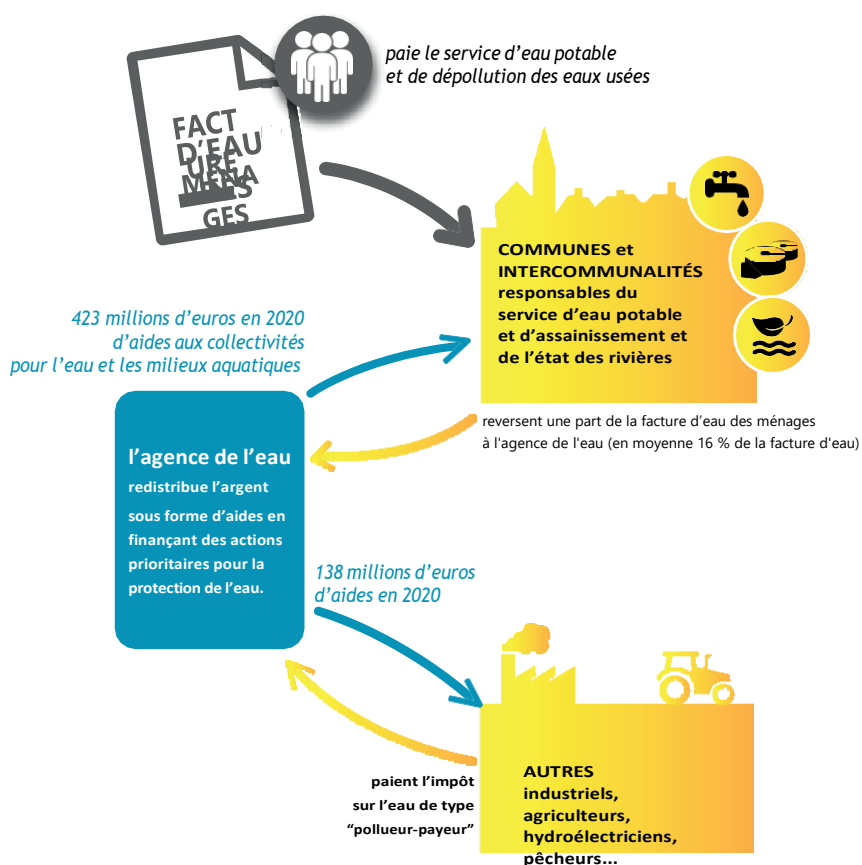 paie le service d’eau potable
et de dépollution des eaux usées
FACT
D’EAU
URE
MÉNA
GES
COMMUNES et
INTERCOMMUNALITÉS
responsables du
service d’eau potable
et d’assainissement et
de l’état des rivières
423 millions d’euros en 2020
d’aides aux collectivités
pour l’eau et les milieux aquatiques
reversent une part de la facture d’eau des ménages
à l'agence de l'eau (en moyenne 16 % de la facture d'eau)
l’agence de l’eau
redistribue l’argent
sous forme d’aides en
finançant des actions
prioritaires pour la
protection de l’eau.
138 millions d’euros
d’aides en 2020
paient l’impôt
sur l’eau de type
“pollueur-payeur”
AUTRES
industriels,
agriculteurs,
hydroélectriciens,
pêcheurs...